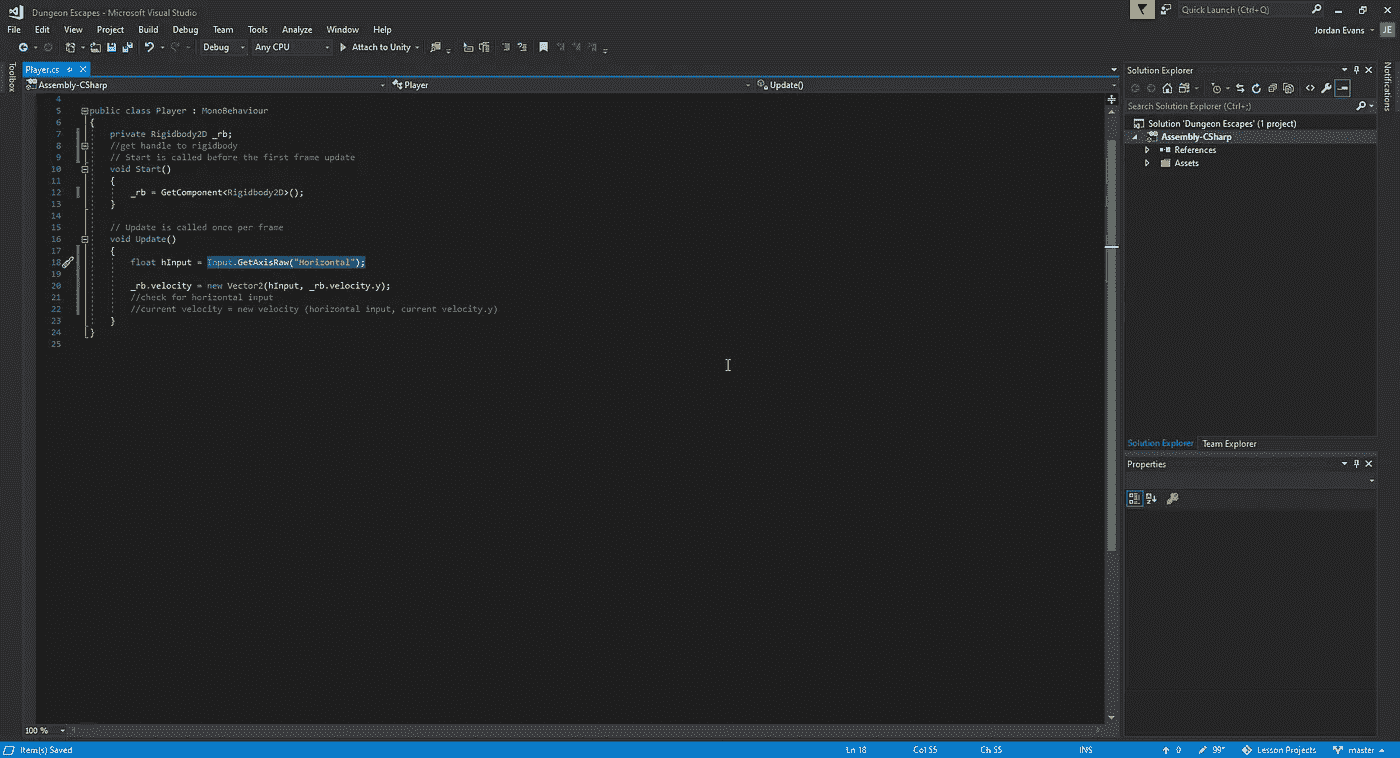 Dungeon Escapes - Microsoft Visual Studio
Quick Launch (Ctrl+Q)
File Edit View Project Build Debug Team Tools Analyze Window Help
Jordan Evans JE
Debug Any CPU Attach to Unity
Toolbox
Player.cs
Assembly-CSharp Player Update()
4
5 public class Player : MonoBehaviour
6 {
7 private Rigidbody2D _rb;
8 //get handle to rigidbody
9 // Start is called before the first frame update
10 void Start()
11 {
12 _rb = GetComponent<Rigidbody2D>();
13 }
14
15 // Update is called once per frame
16 void Update()
17 {
18 float hInput = Input.GetAxisRaw("Horizontal");
19
20 _rb.velocity = new Vector2(hInput, _rb.velocity.y);
21 //check for horizontal input
22 //current velocity = new velocity (horizontal input, current velocity.y)
23 }
24 }
25
Solution Explorer
Search Solution Explorer (Ctrl+;)
Solution 'Dungeon Escapes' (1 project)
Assembly-CSharp
References
Assets
Solution Explorer Team Explorer
Properties
Notifications
100 %
Item(s) Saved Ln 18 Col 55 Ch 55 INS 0 99* Lesson Projects master